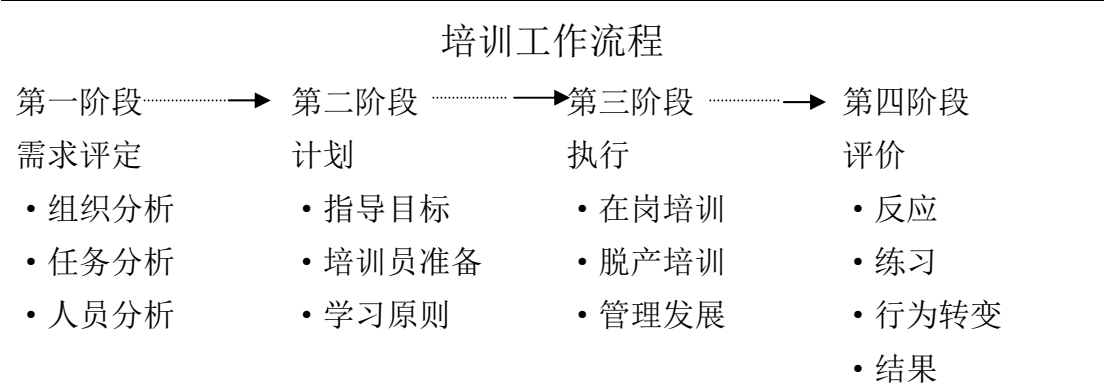 培训工作流程
第一阶段 第二阶段 第三阶段 第四阶段
需求评定 计划 执行 评价
·组织分析 ·指导目标 ·在岗培训 ·反应
·任务分析 ·培训员准备 ·脱产培训 ·练习
·人员分析 ·学习原则 ·管理发展 ·行为转变
·结果